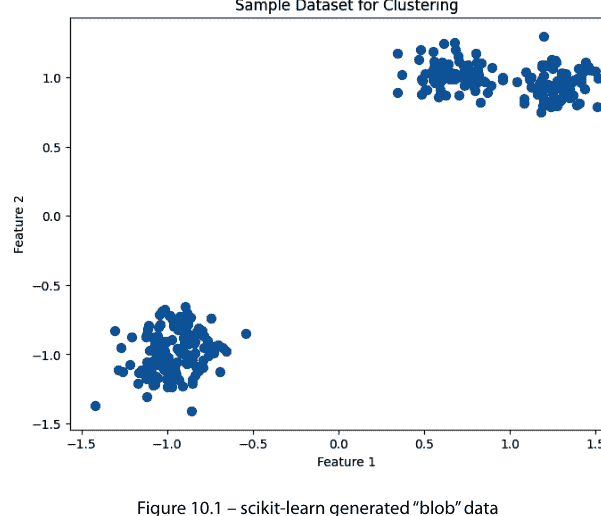 Sample Dataset for Clustering
1.0
0.5
0.0
−0.5
−1.0
−1.5
Feature 2
−1.5 −1.0 −0.5 0.0 0.5 1.0 1.5
Feature 1
Figure 10.1 – scikit-learn generated “blob” data